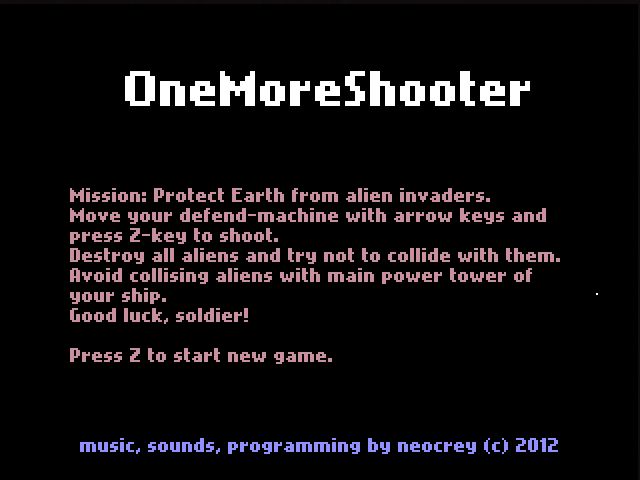 OneMoreShooter
Mission: Protect Earth from alien invaders.
Move your defend-machine with arrow keys and
press Z-key to shoot.
Destroy all aliens and try not to collide with them.
Avoid collising aliens with main power tower of
your ship.
Good luck, soldier!
Press Z to start new game.
music, sounds, programming by neocrey (c) 2012